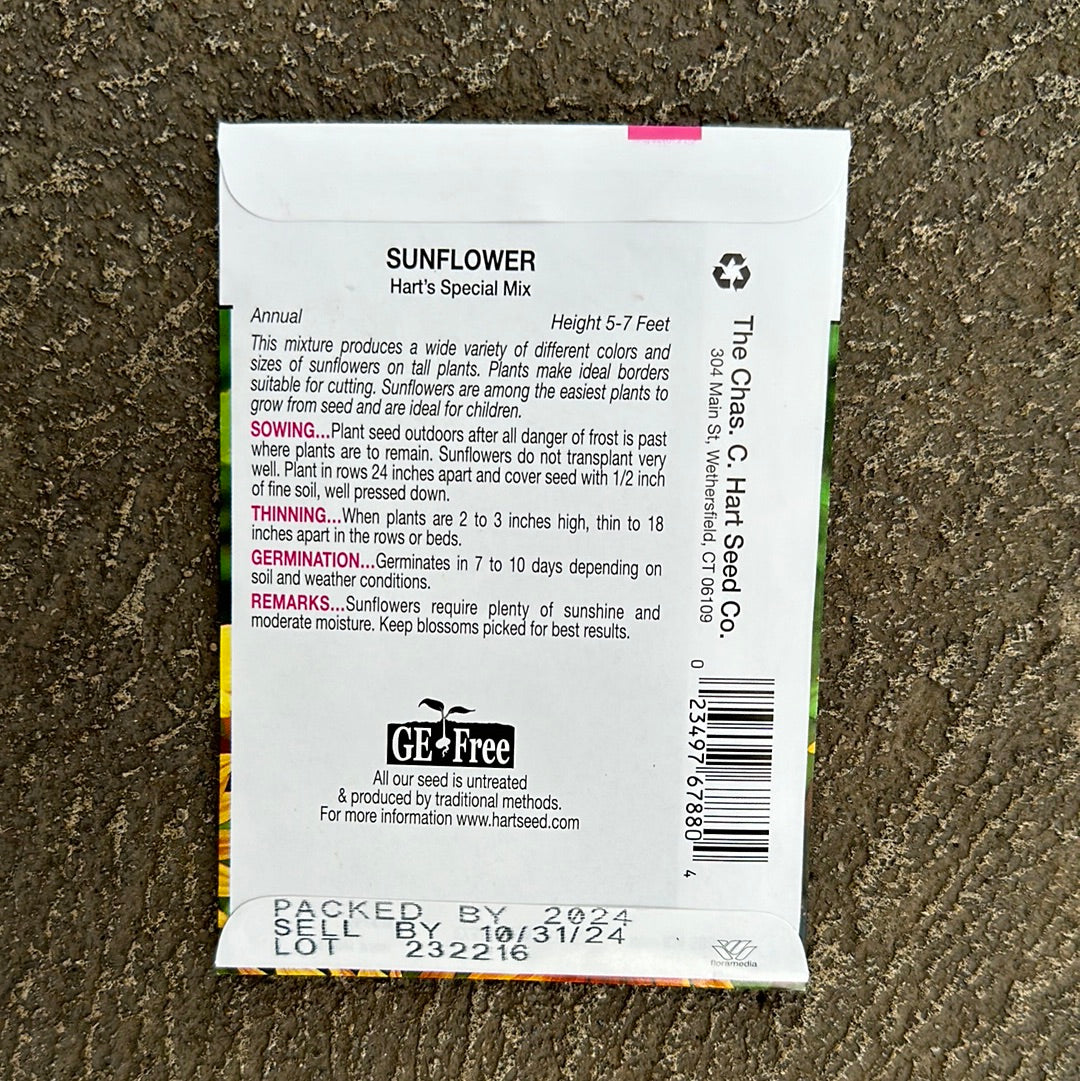 SUNFLOWER
Hart's Special Mix
Annual
Height 5-7 Feet
This mixture produces a wide variety of different colors and
sizes of sunflowers on tall plants. Plants make ideal borders
suitable for cutting. Sunflowers are among the easiest plants to
grow from seed and are ideal for children.
SOWING...Plant seed outdoors after all danger of frost is past
where plants are to remain. Sunflowers do not transplant very
well. Plant in rows 24 inches apart and cover seed with 1/2 inch
of fine soil, well pressed down.
THINNING...When plants are 2 to 3 inches high, thin to 18
inches apart in the rows or beds.
GERMINATION...Germinates in 7 to 10 days depending on
soil and weather conditions.
REMARKS...Sunflowers require plenty of sunshine and
moderate moisture. Keep blossoms picked for best results.
GE Free
All our seed is untreated
& produced by traditional methods.
For more information www.hartseed.com
PACKED BY 2024
SELL BY 10/31/24
LOT 232216
The Chas. C. Hart Seed Co.
304 Main St, Wethersfield, CT 06109
0 23497 67880 4
floramedia